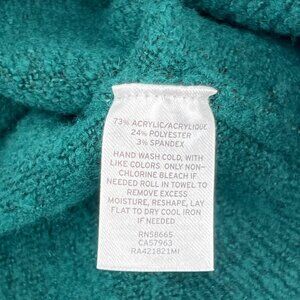 73% ACRYLIC/ACRYLIQUE
24% POLYESTER
3% SPANDEX
HAND WASH COLD, WITH
LIKE COLORS. ONLY NON-
CHLORINE BLEACH IF
NEEDED ROLL IN TOWEL TO
REMOVE EXCESS
MOISTURE, RESHAPE, LAY
FLAT TO DRY COOL IRON
IF NEEDED
RN58665
CA57963
RA421821MI